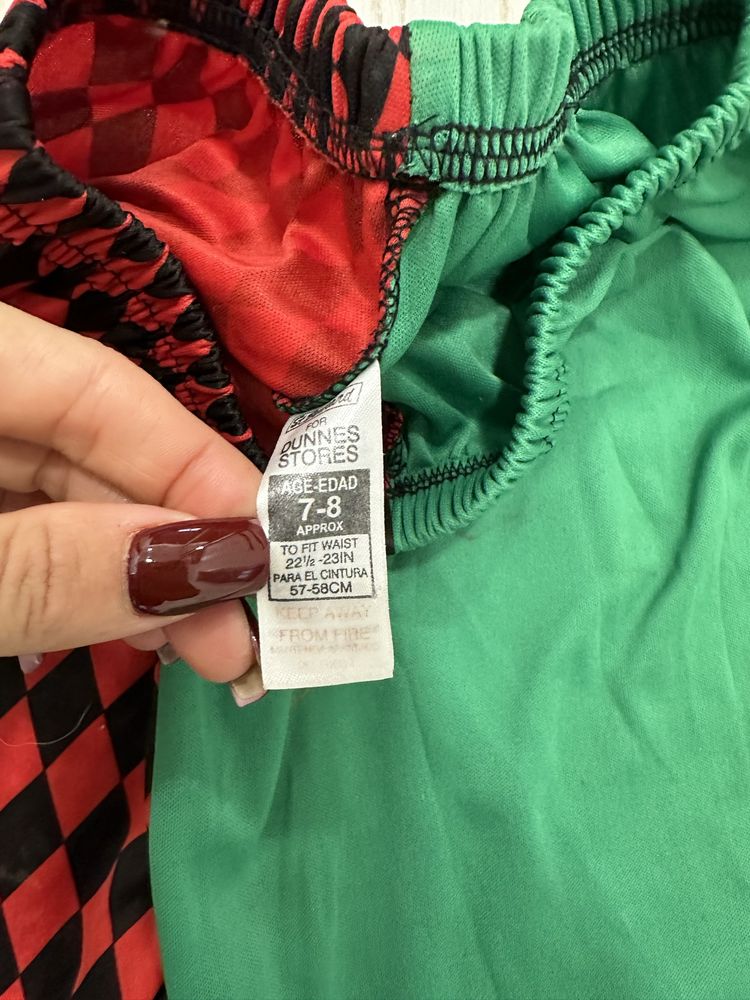 FOR
DUNNES
STORES
AGE-EDAD
7-8
APPROX
TO FIT WAIST
22½-23IN
PARA EL CINTURA
57-58CM
KEEP AWAY
FROM FIRE